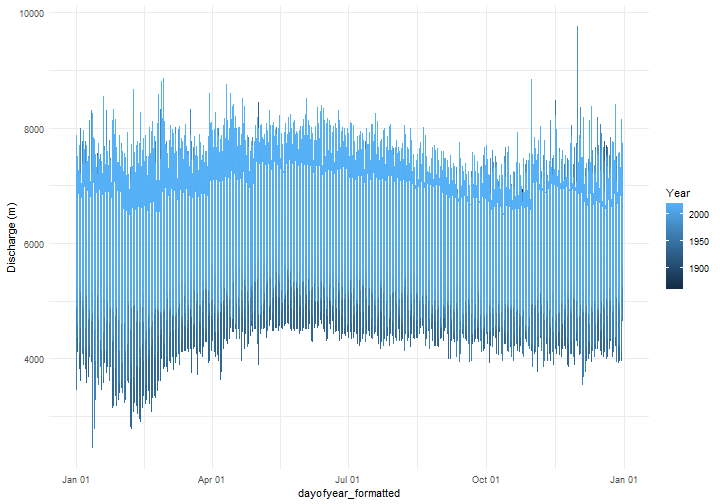 10000
8000
6000
4000
Discharge (m)
Jan 01
Apr 01
Jul 01
Oct 01
Jan 01
dayofyear_formatted
Year
2000
1950
1900